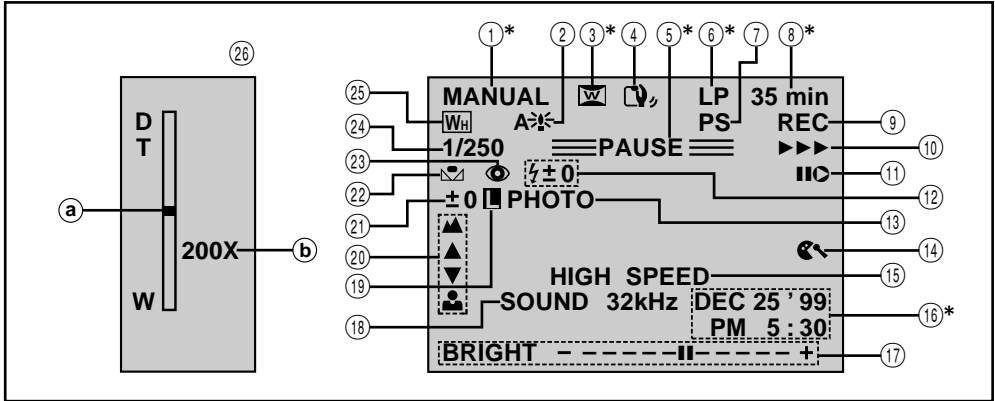 ㉖ ①* ② ③* ④ ⑤* ⑥* ⑦ ⑧*
㉕ MANUAL W LP 35 min
D WH A PS REC ⑨
T ㉔ 1/250 PAUSE ►►► ⑩
㉓ ⑪
㉒ ±0 ⑫
ⓐ ㉑ ±0 L PHOTO ⑬
200X ⓑ ⑳ ⑭
⑲ HIGH SPEED ⑮
W ⑱ SOUND 32kHz DEC 25 ’ 99 ⑯*
PM 5 : 30
BRIGHT – – – – – – – – – – – – + ⑰